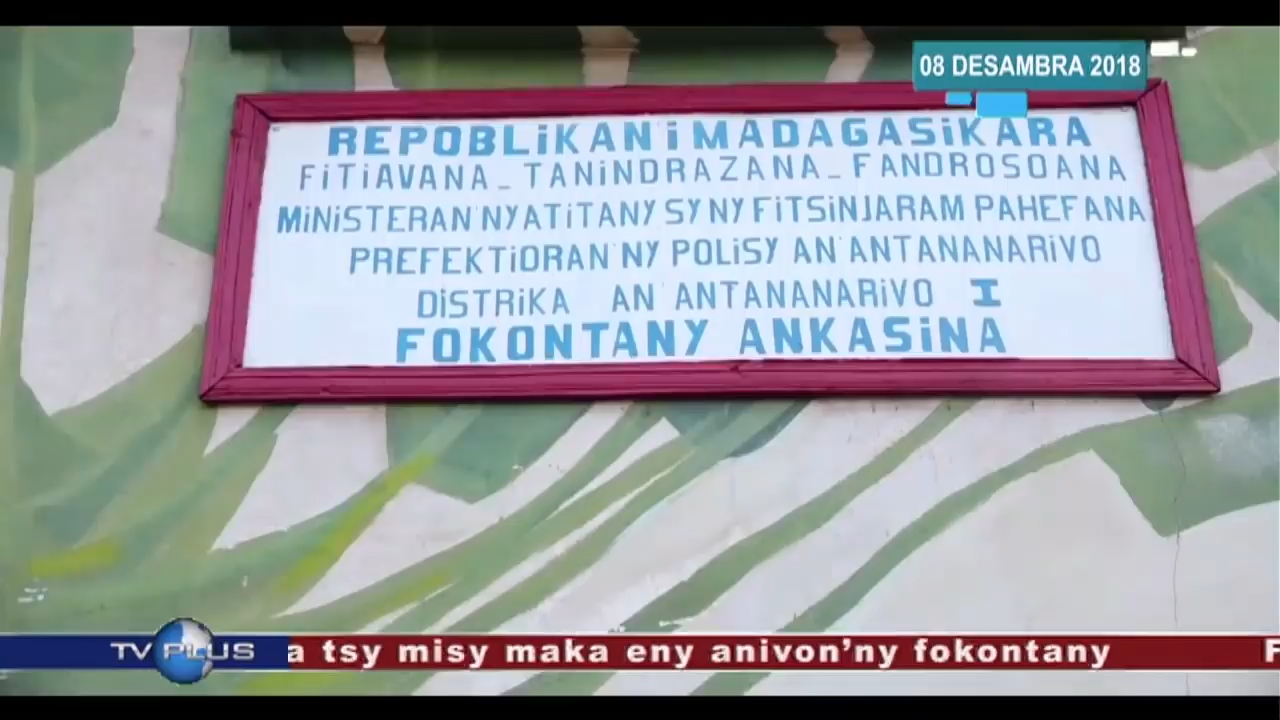 08 DESAMBRA 2018
REPOBLiKAN'i MADAGASiKARA
FiTiAVANA _ TANiNDRAZANA _ FANDROSOANA
MiNiSTERAN'NY ATiTANY SY NY FiTSiNJARAM PAHEFANA
PREFEKTiORAN'NY POLiSY AN'ANTANANARiVO
DiSTRiKA AN'ANTANANARiVO I
FOKONTANY ANKASiNA
TV PLUS
a tsy misy maka eny anivon'ny fokontany
F